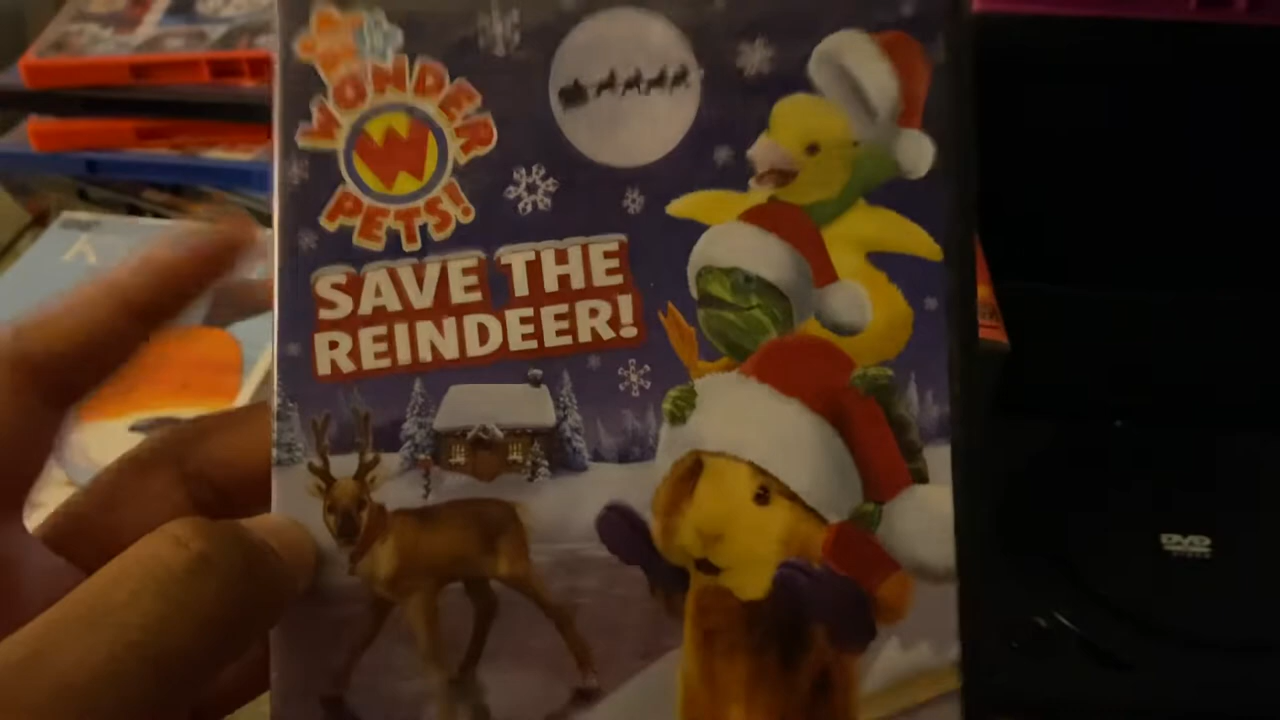 WONDER
W
PETS!
SAVE THE
REINDEER!
DVD